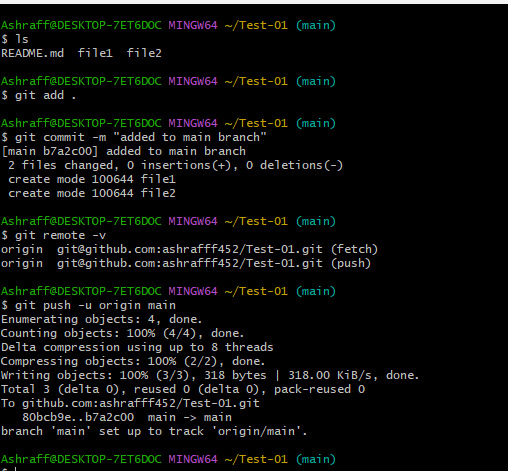 Ashraff@DESKTOP-7ET6DOC MINGW64 ~/Test-01 (main)
$ ls
README.md  file1  file2
Ashraff@DESKTOP-7ET6DOC MINGW64 ~/Test-01 (main)
$ git add .
Ashraff@DESKTOP-7ET6DOC MINGW64 ~/Test-01 (main)
$ git commit -m "added to main branch"
[main b7a2c00] added to main branch
 2 files changed, 0 insertions(+), 0 deletions(-)
 create mode 100644 file1
 create mode 100644 file2
Ashraff@DESKTOP-7ET6DOC MINGW64 ~/Test-01 (main)
$ git remote -v
origin  git@github.com:ashrafff452/Test-01.git (fetch)
origin  git@github.com:ashrafff452/Test-01.git (push)
Ashraff@DESKTOP-7ET6DOC MINGW64 ~/Test-01 (main)
$ git push -u origin main
Enumerating objects: 4, done.
Counting objects: 100% (4/4), done.
Delta compression using up to 8 threads
Compressing objects: 100% (2/2), done.
Writing objects: 100% (3/3), 318 bytes | 318.00 KiB/s, done.
Total 3 (delta 0), reused 0 (delta 0), pack-reused 0
To github.com:ashrafff452/Test-01.git
   80bcb9e..b7a2c00  main -> main
branch 'main' set up to track 'origin/main'.
Ashraff@DESKTOP-7ET6DOC MINGW64 ~/Test-01 (main)
$